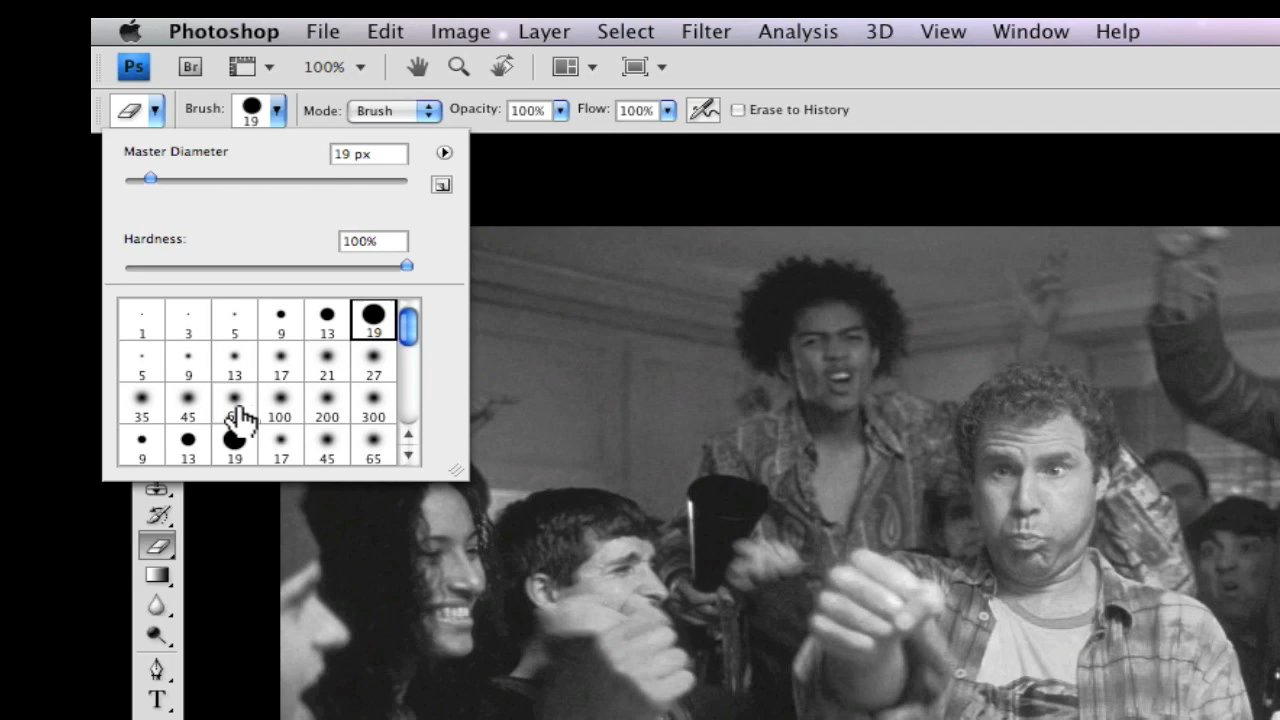 Photoshop File Edit Image Layer Select Filter Analysis 3D View Window Help
Ps Br 100%
Brush: 19 Mode: Brush Opacity: 100% Flow: 100% Erase to History
Master Diameter 19 px
Hardness: 100%
1 3 5 9 13 19
5 9 13 17 21 27
35 45 100 200 300
9 13 19 17 45 65
T